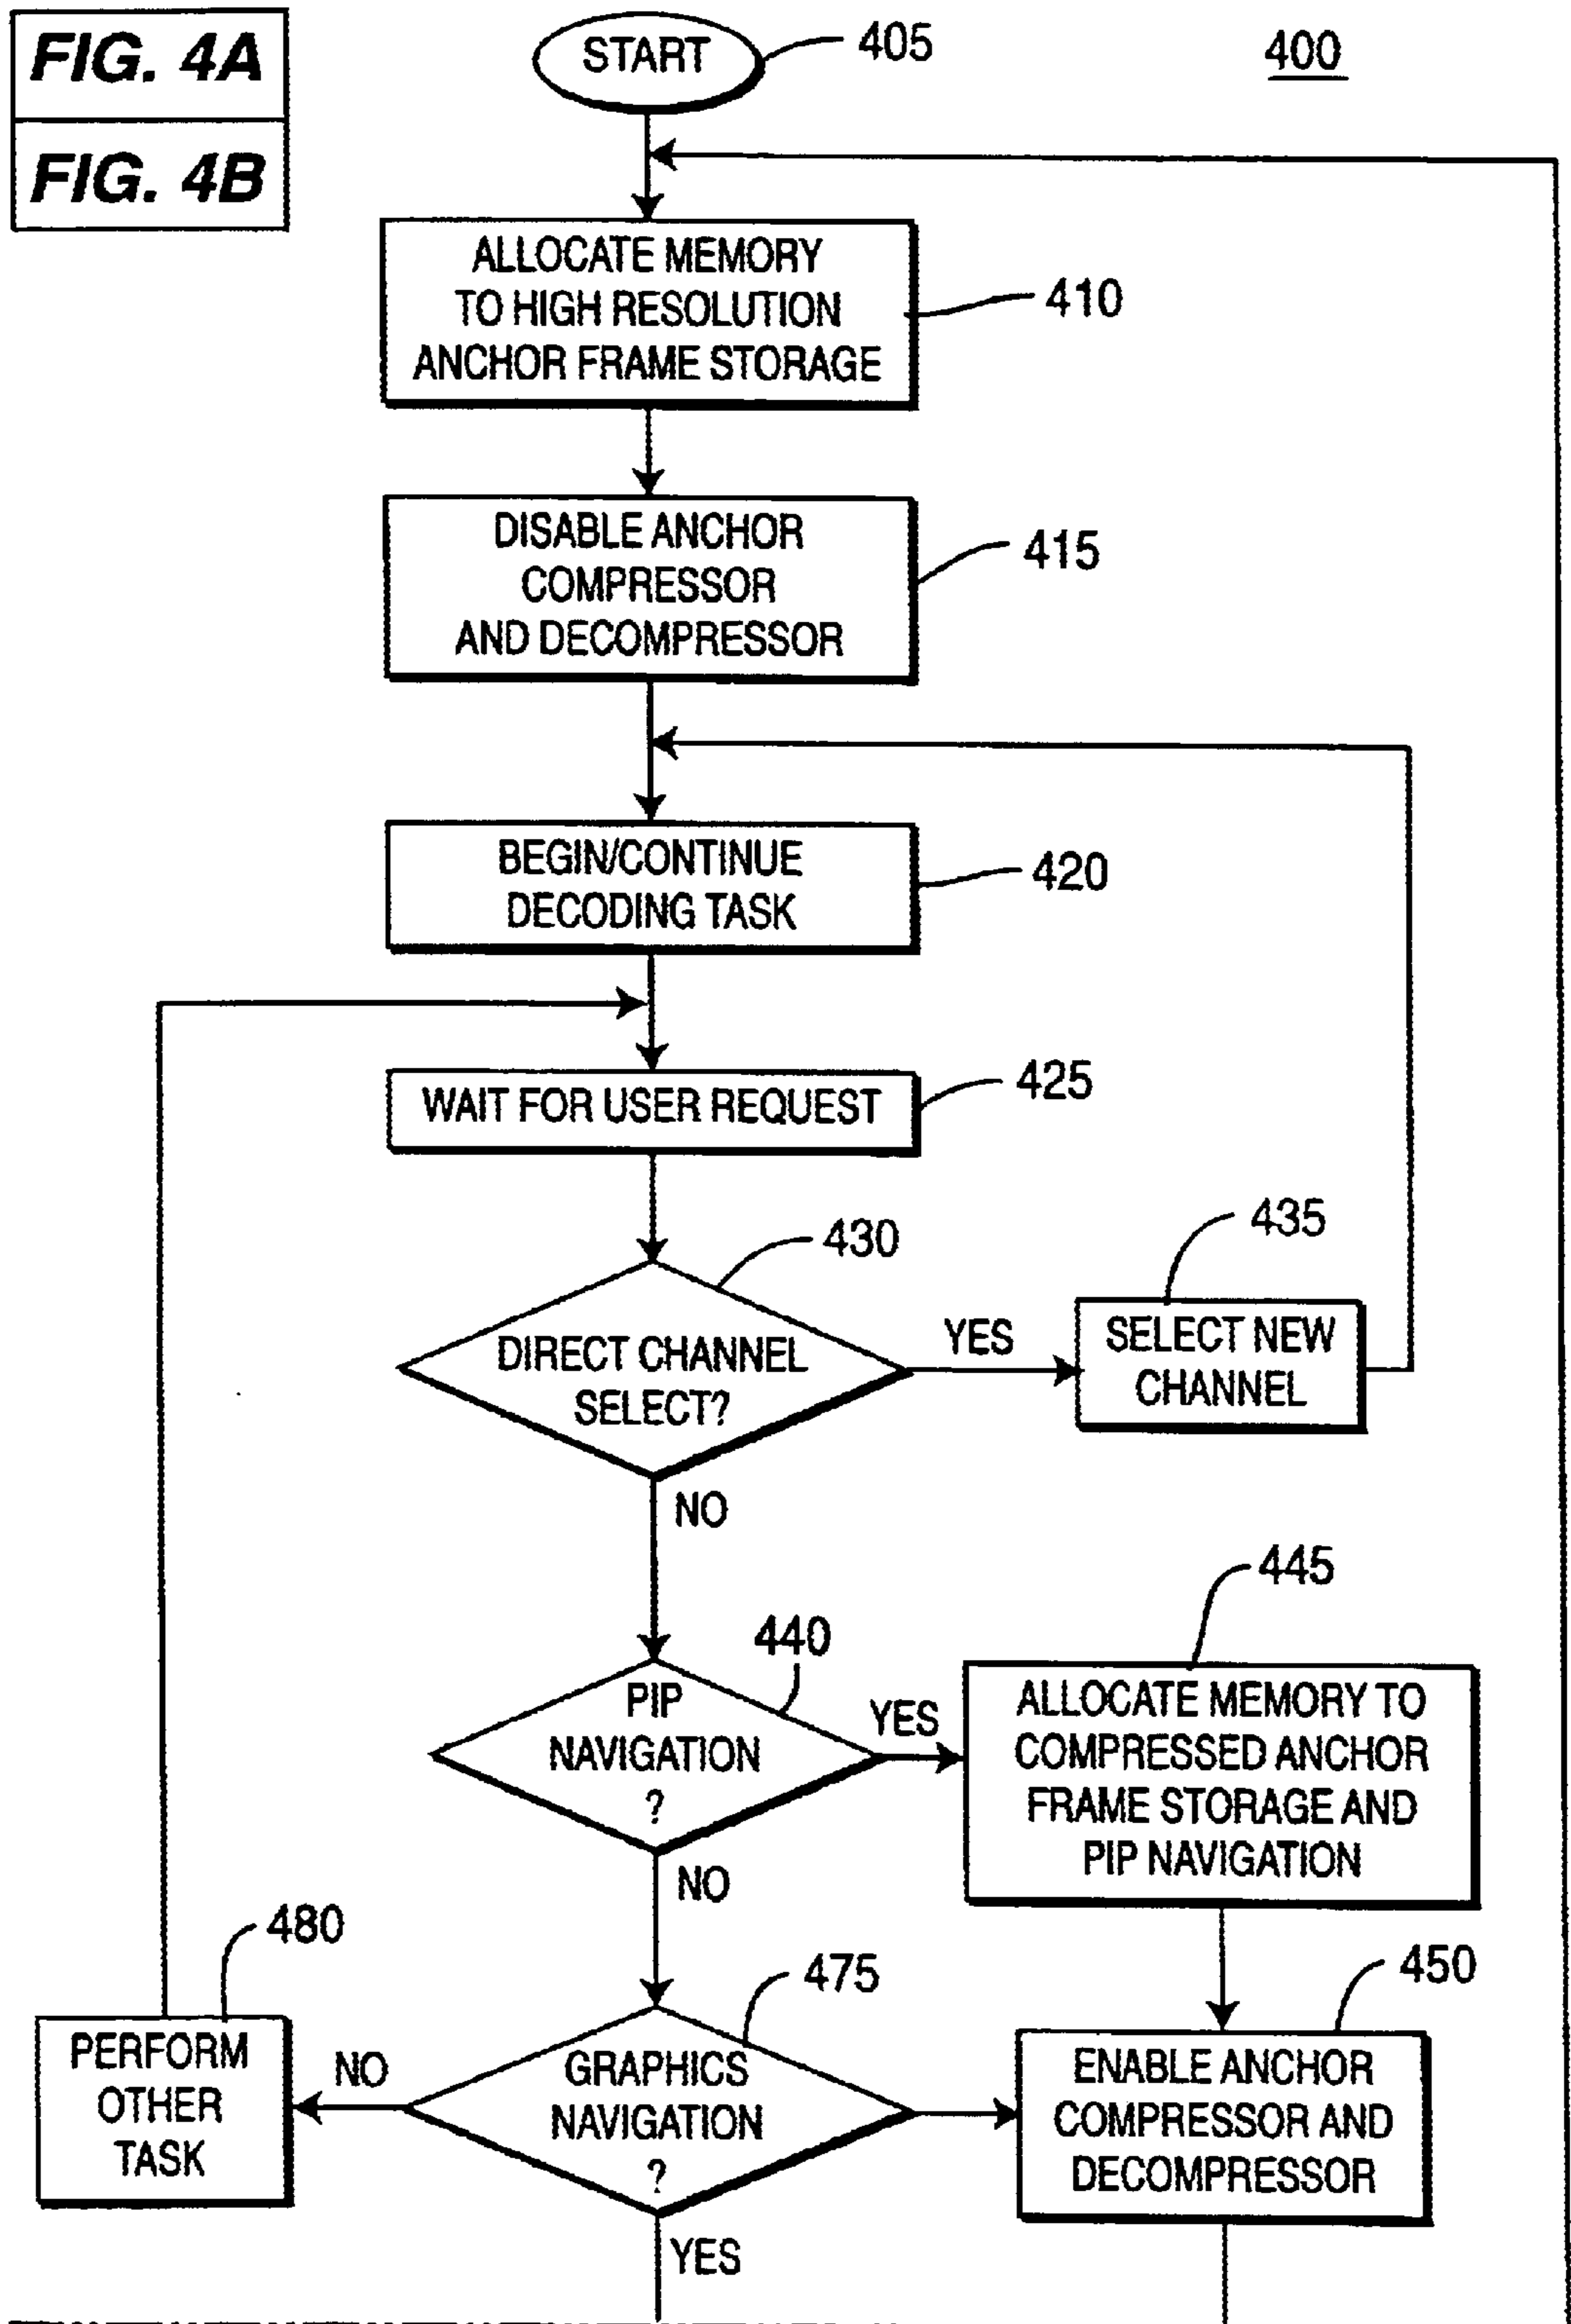 FIG. 4A
FIG. 4B
START
405
400
ALLOCATE MEMORY
TO HIGH RESOLUTION
ANCHOR FRAME STORAGE
410
DISABLE ANCHOR
COMPRESSOR
AND DECOMPRESSOR
415
BEGIN/CONTINUE
DECODING TASK
420
WAIT FOR USER REQUEST
425
430
DIRECT CHANNEL
SELECT?
YES
435
SELECT NEW
CHANNEL
NO
440
PIP
NAVIGATION
?
YES
445
ALLOCATE MEMORY TO
COMPRESSED ANCHOR
FRAME STORAGE AND
PIP NAVIGATION
NO
480
PERFORM
OTHER
TASK
NO
475
GRAPHICS
NAVIGATION
?
450
ENABLE ANCHOR
COMPRESSOR AND
DECOMPRESSOR
YES